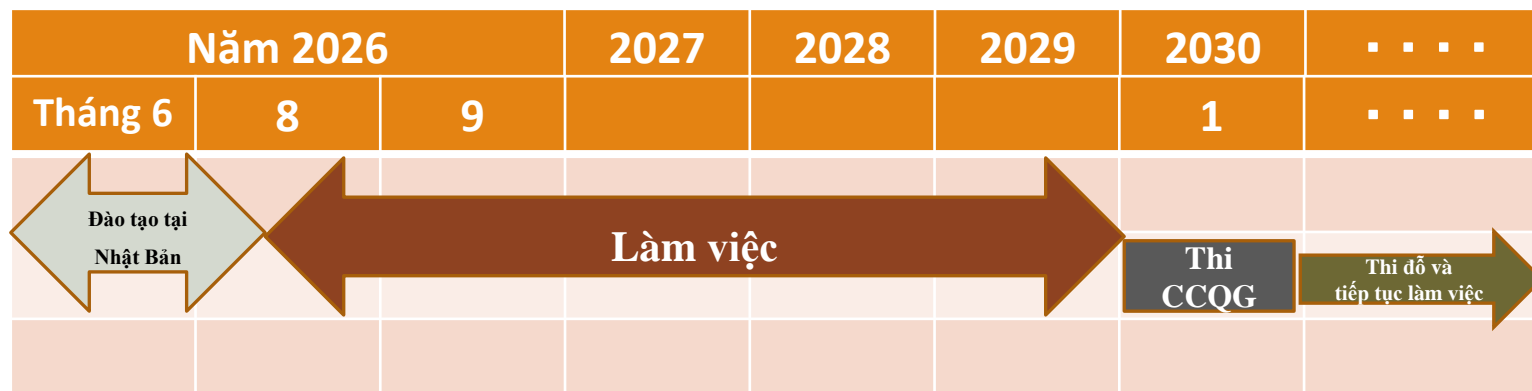 Năm 2026 2027 2028 2029 2030 ....
Tháng 6 8 9 1 ....
Đào tạo tại
Nhật Bản
Làm việc
Thi
CCQG
Thi đỗ và
tiếp tục làm việc